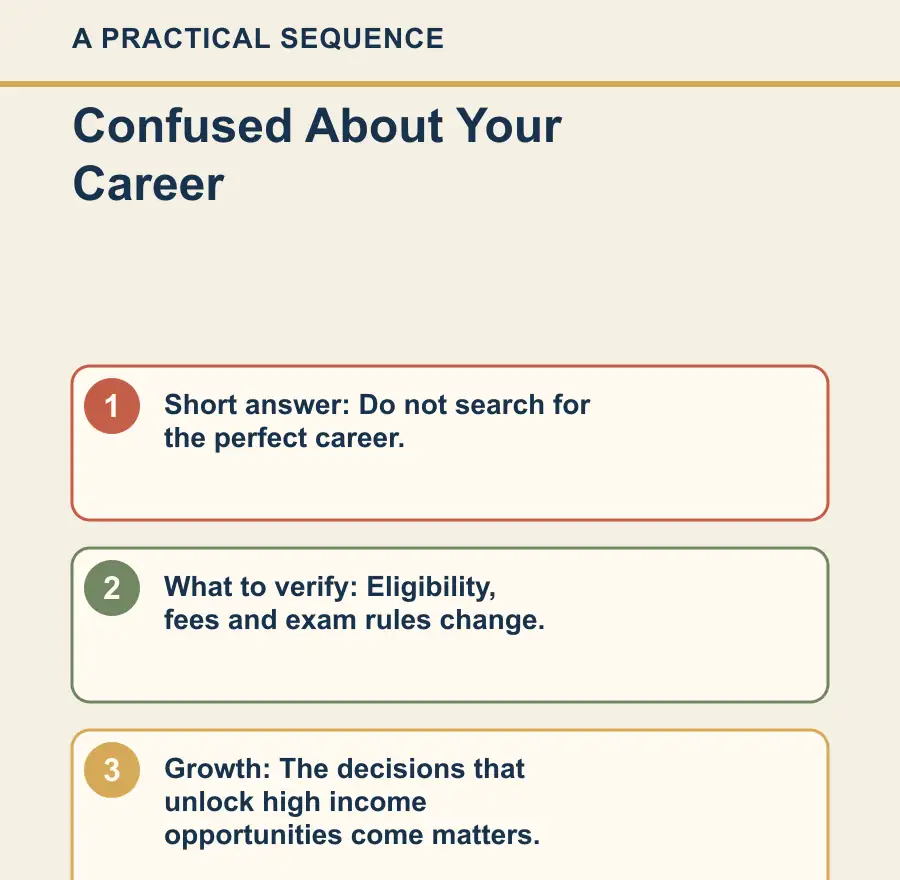 A PRACTICAL SEQUENCE
Confused About Your
Career
1
Short answer: Do not search for
the perfect career.
2
What to verify: Eligibility,
fees and exam rules change.
3
Growth: The decisions that
unlock high income
opportunities come matters.